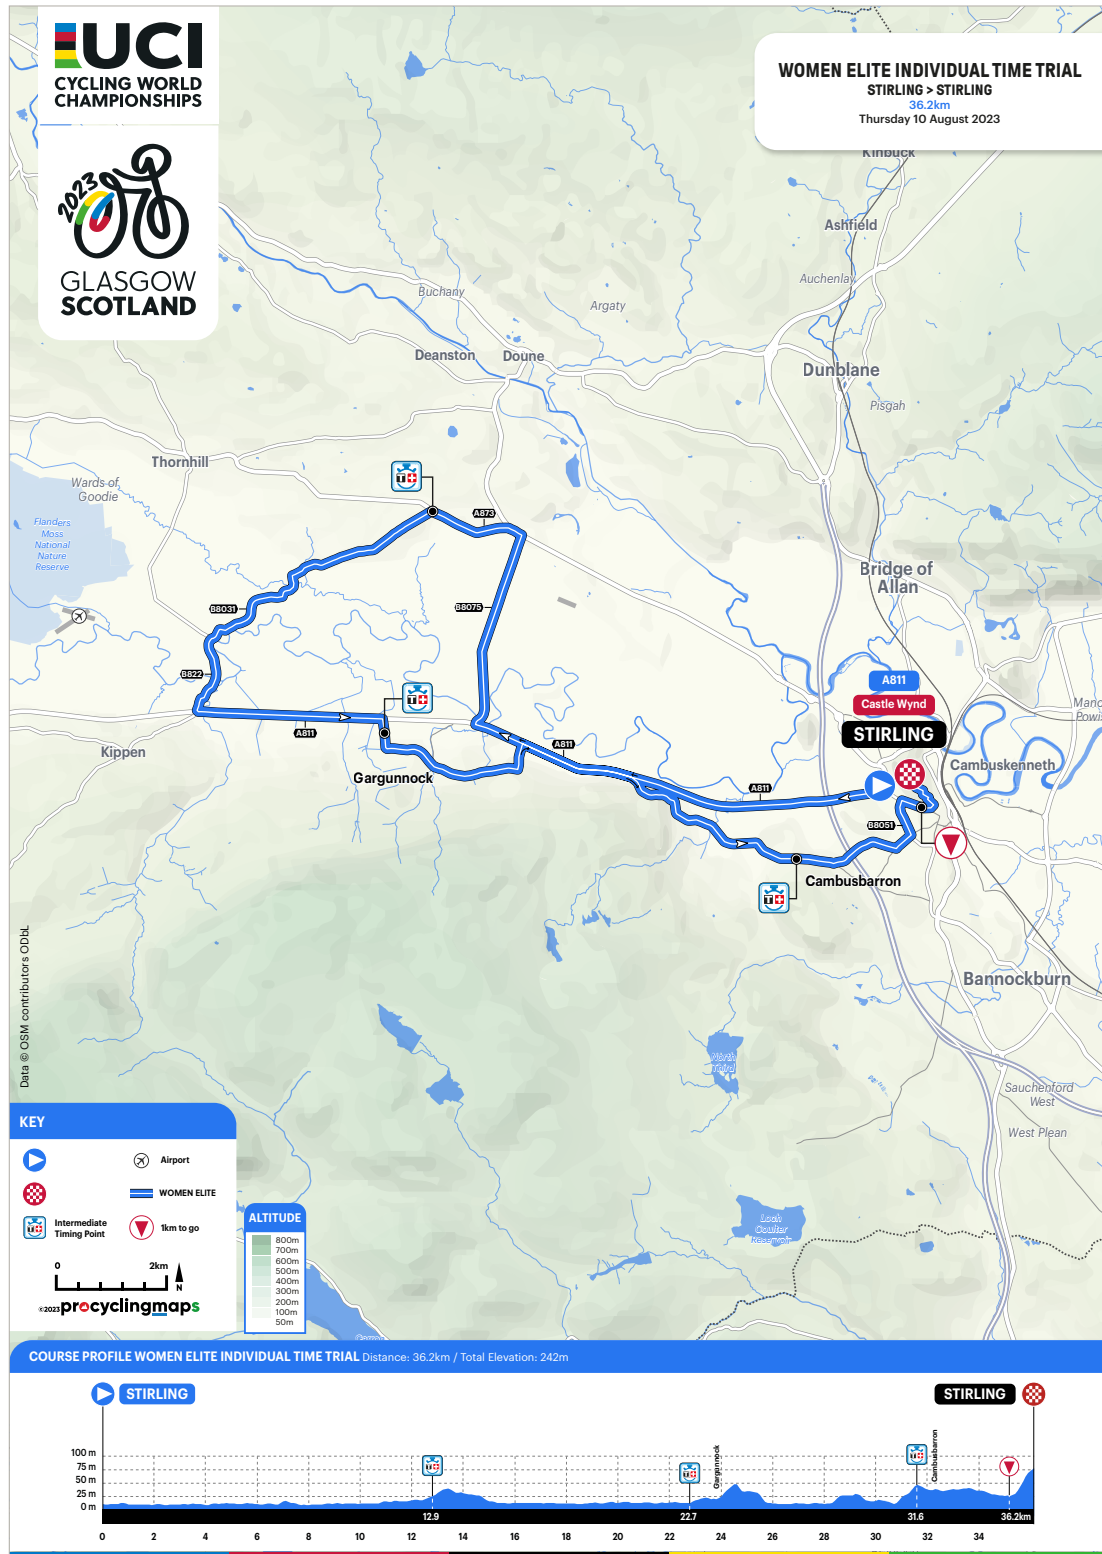 UCI
CYCLING WORLD
CHAMPIONSHIPS
2023
GLASGOW
SCOTLAND
WOMEN ELITE INDIVIDUAL TIME TRIAL
STIRLING > STIRLING
36.2km
Thursday 10 August 2023
Kinbuck
Ashfield
Auchenlay
Buchany
Argaty
Deanston
Doune
Dunblane
Pisgah
Thornhill
Wards of
Goodie
Flanders
Moss
National
Nature
Reserve
A873
Bridge of
Allan
B8031
B8075
B822
A811
Castle Wynd
STIRLING
A811
Kippen
Gargunnock
A811
A811
Cambuskenneth
B8051
Cambusbarron
Bannockburn
North
Third
Sauchenford
West
West Plean
Loch
Coulter
Reservoir
Data © OSM contributors ODbL
KEY
Airport
WOMEN ELITE
Intermediate
Timing Point
1km to go
0 2km
N
©2023 procyclingmaps
ALTITUDE
800m
700m
600m
500m
400m
300m
200m
100m
50m
Carron
COURSE PROFILE WOMEN ELITE INDIVIDUAL TIME TRIAL Distance: 36.2km / Total Elevation: 242m
STIRLING
STIRLING
100 m
75 m
50 m
25 m
0 m
Gargunnock
Cambusbarron
12.9 22.7 31.6 36.2km
0 2 4 6 8 10 12 14 16 18 20 22 24 26 28 30 32 34